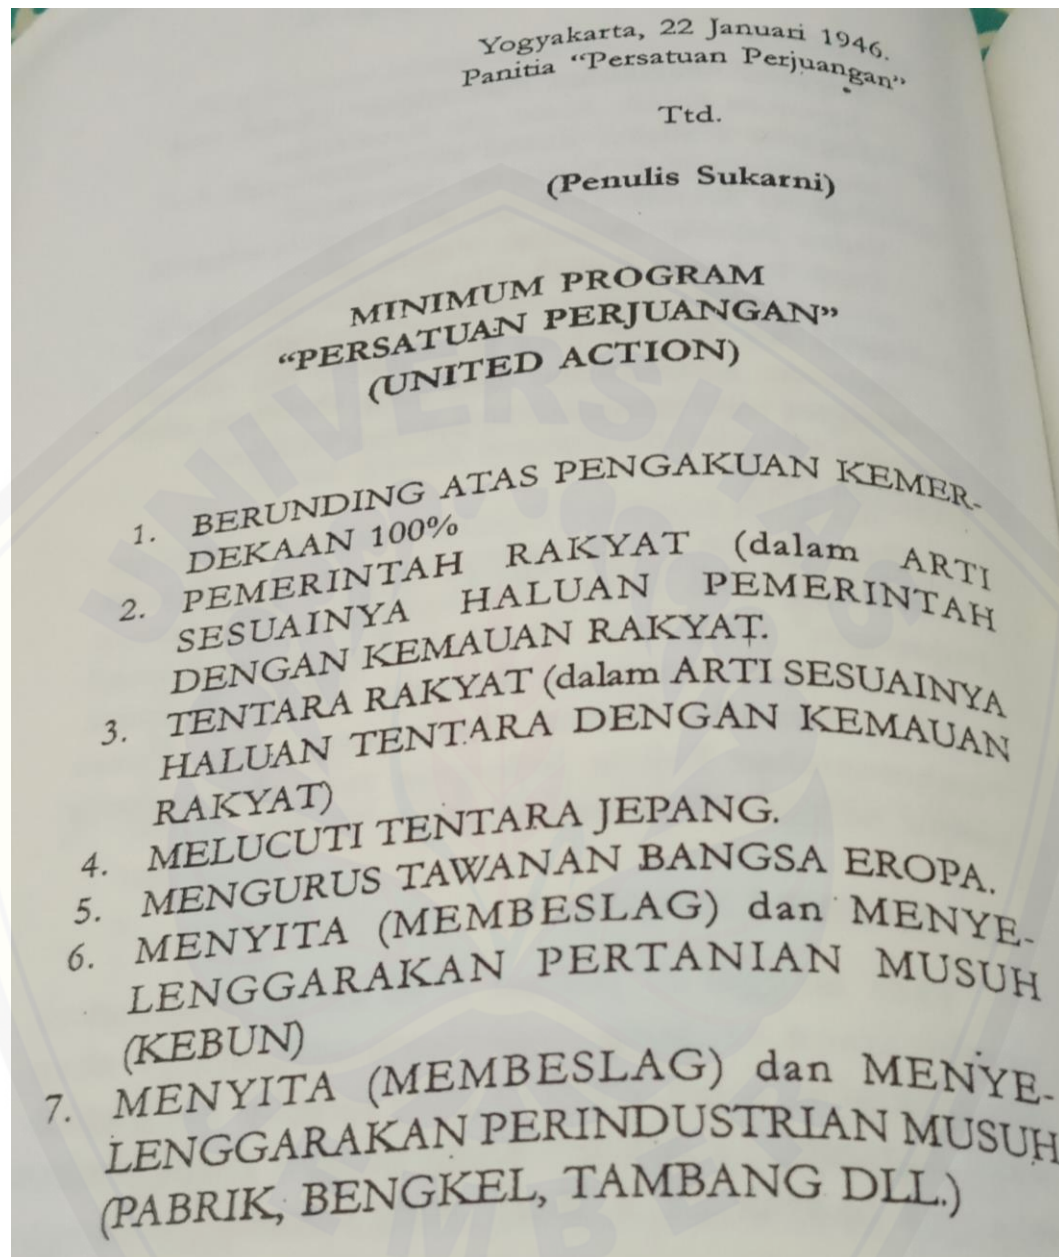 Yogyakarta, 22 Januari 1946.
Panitia “Persatuan Perjuangan”
Ttd.
(Penulis Sukarni)
MINIMUM PROGRAM
“PERSATUAN PERJUANGAN”
(UNITED ACTION)
1. BERUNDING ATAS PENGAKUAN KEMER-
DEKAAN 100%
2. PEMERINTAH RAKYAT (dalam ARTI
SESUAINYA HALUAN PEMERINTAH
DENGAN KEMAUAN RAKYAT.
3. TENTARA RAKYAT (dalam ARTI SESUAINYA
HALUAN TENTARA DENGAN KEMAUAN
RAKYAT)
4. MELUCUTI TENTARA JEPANG.
5. MENGURUS TAWANAN BANGSA EROPA.
6. MENYITA (MEMBESLAG) dan MENYE-
LENGGARAKAN PERTANIAN MUSUH
(KEBUN)
7. MENYITA (MEMBESLAG) dan MENYE-
LENGGARAKAN PERINDUSTRIAN MUSUH
(PABRIK, BENGKEL, TAMBANG DLL.)
UNIVERSITAS